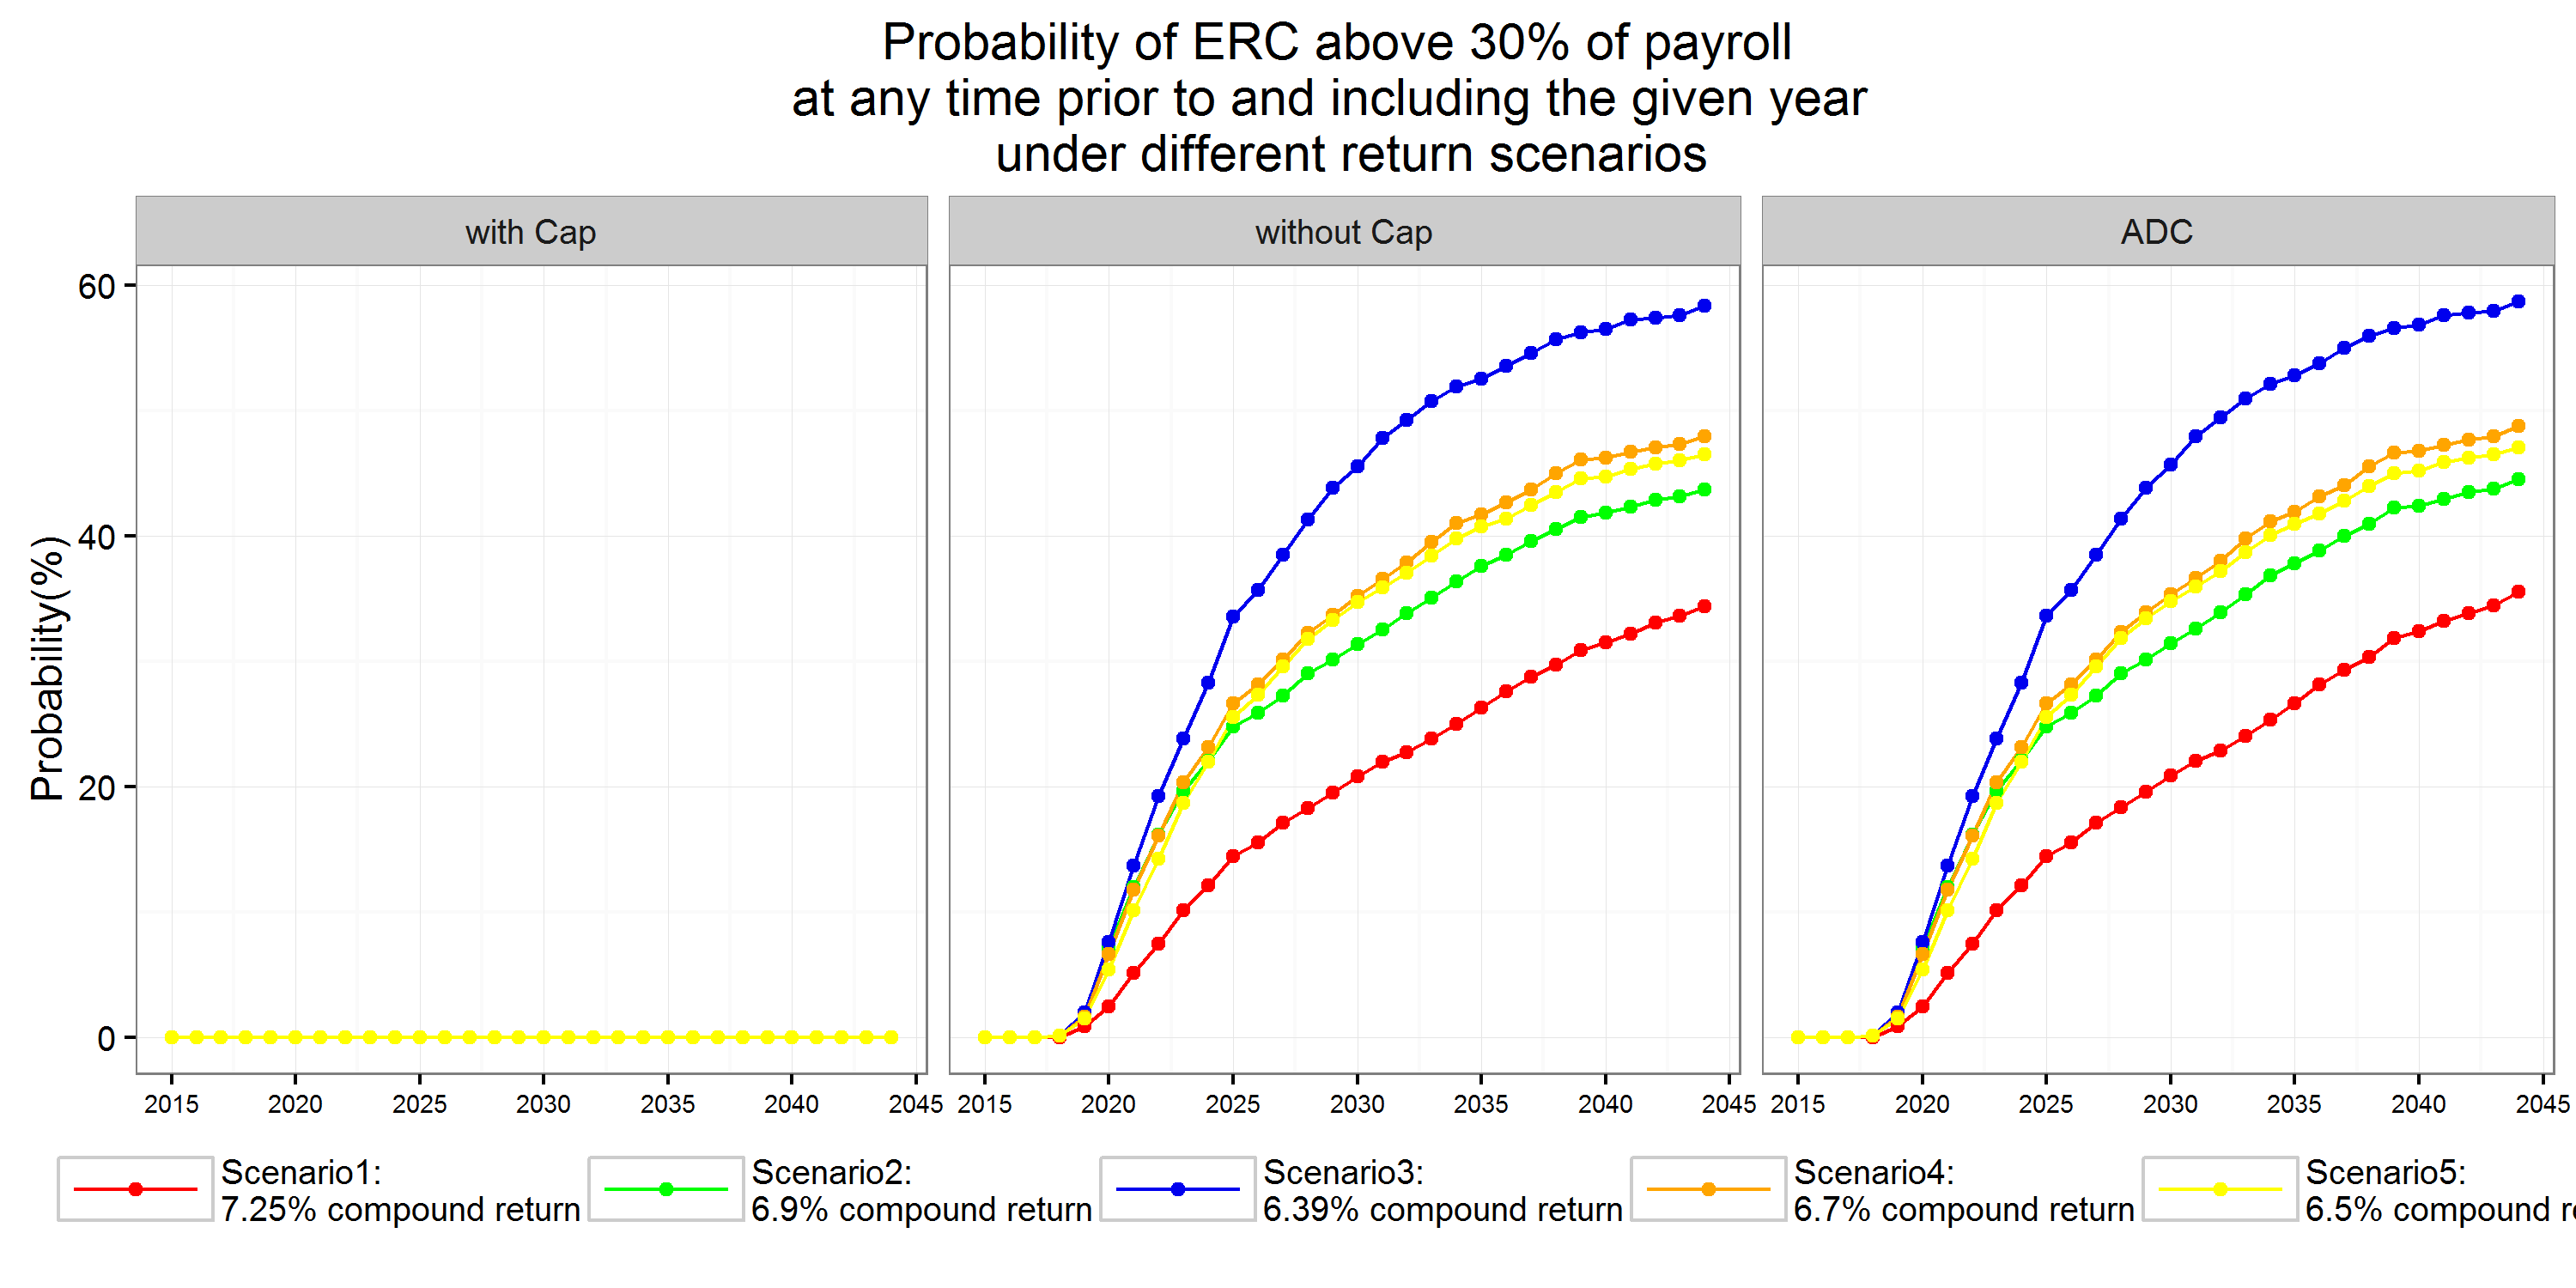 Probability of ERC above 30% of payroll
at any time prior to and including the given year
under different return scenarios
with Cap
without Cap
ADC
Probability(%)
60
40
20
0
2015 2020 2025 2030 2035 2040 2045
2015 2020 2025 2030 2035 2040 2045
2015 2020 2025 2030 2035 2040 2045
Scenario1:
7.25% compound return
Scenario2:
6.9% compound return
Scenario3:
6.39% compound return
Scenario4:
6.7% compound return
Scenario5:
6.5% compound